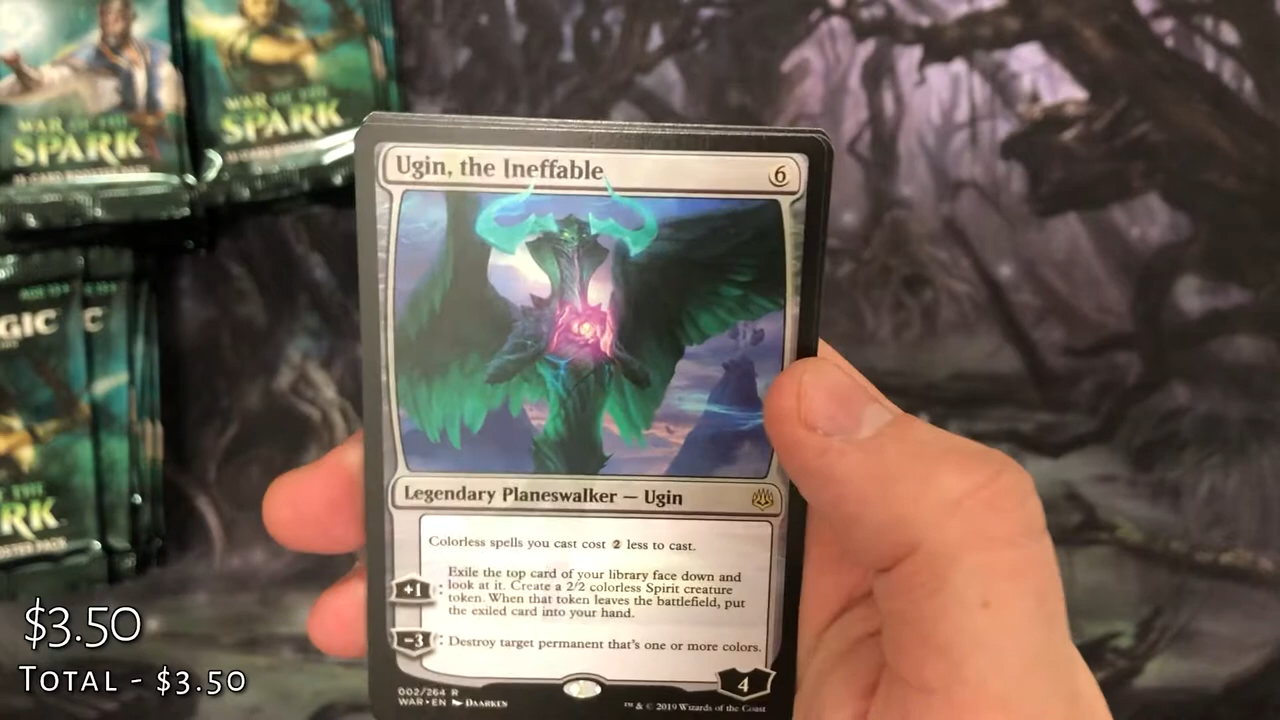 WAR OF THE
SPARK
WAR OF THE
SPARK
GIC
C
RK
Ugin, the Ineffable
6
Legendary Planeswalker — Ugin
Colorless spells you cast cost 2 less to cast.
+1: Exile the top card of your library face down and
look at it. Create a 2/2 colorless Spirit creature
token. When that token leaves the battlefield, put
the exiled card into your hand.
−3: Destroy target permanent that's one or more colors.
4
002/264 R
WAR • EN DAARKEN
™ & © 2019 Wizards of the Coast
$3.50
TOTAL - $3.50